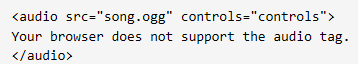 <audio src="song.ogg" controls="controls">
Your browser does not support the audio tag.
</audio>